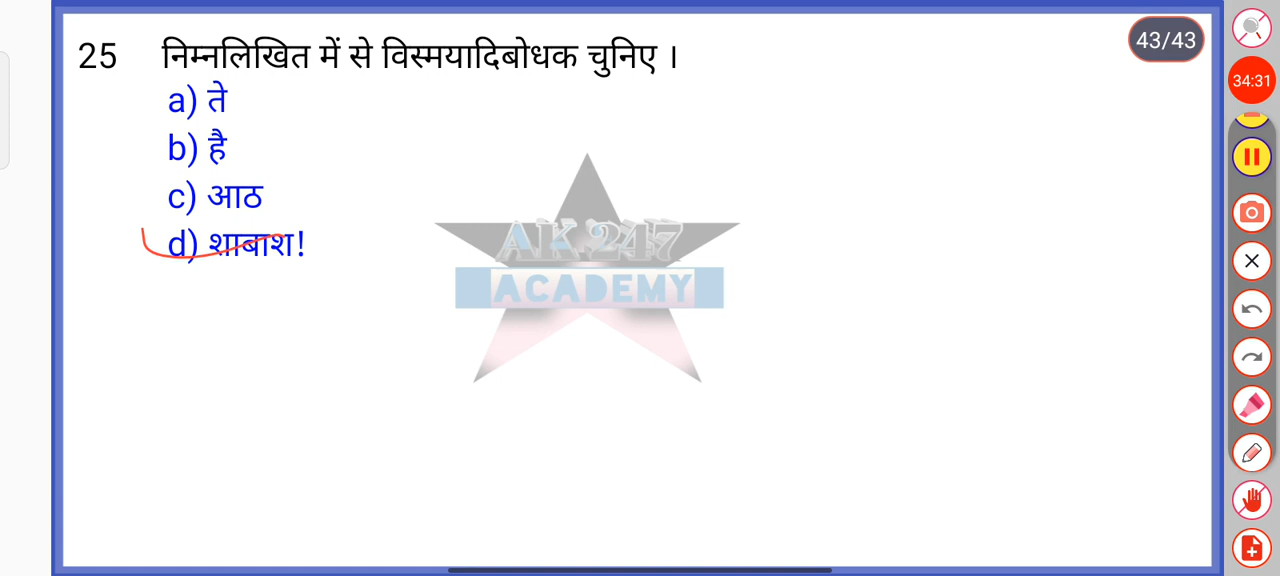 43/43
25 निम्नलिखित में से विस्मयादिबोधक चुनिए ।
34:31
a) ते
b) है
c) आठ
d) शाबाश!
AK 247
ACADEMY